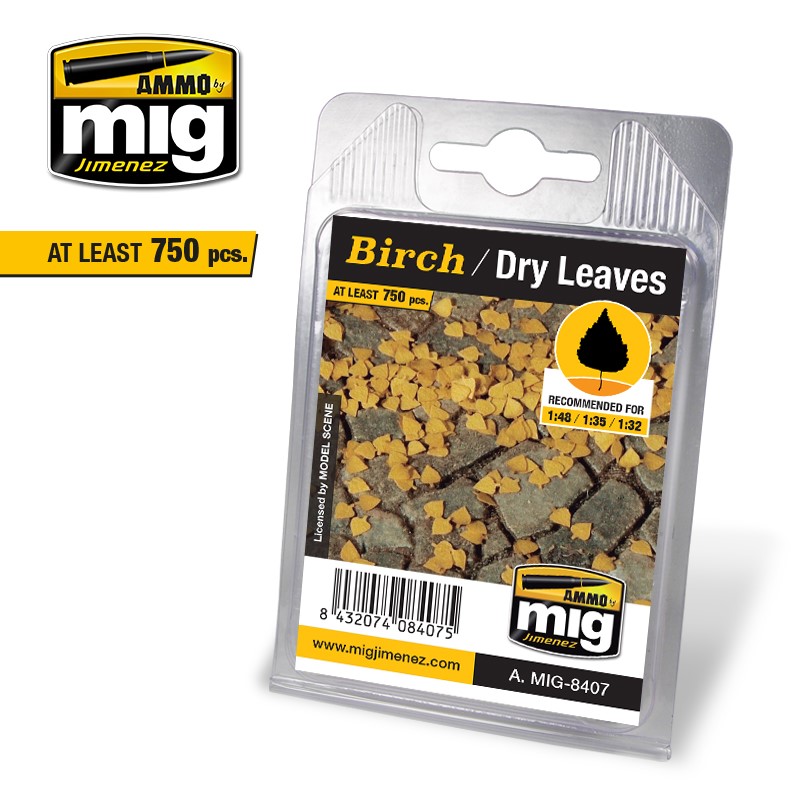 AMMO by
mig
Jimenez
AT LEAST 750 pcs.
Birch / Dry Leaves
AT LEAST 750 pcs.
RECOMMENDED FOR
1:48 / 1:35 / 1:32
Licensed by MODEL SCENE
8 432074 084075
www.migjimenez.com
AMMO by
mig
Jimenez
A. MIG-8407